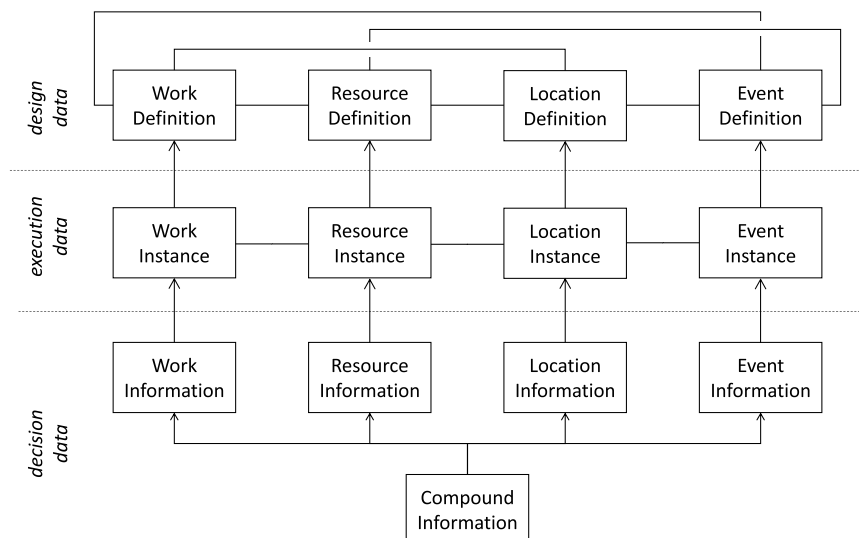 design
data
Work
Definition
Resource
Definition
Location
Definition
Event
Definition
execution
data
Work
Instance
Resource
Instance
Location
Instance
Event
Instance
decision
data
Work
Information
Resource
Information
Location
Information
Event
Information
Compound
Information